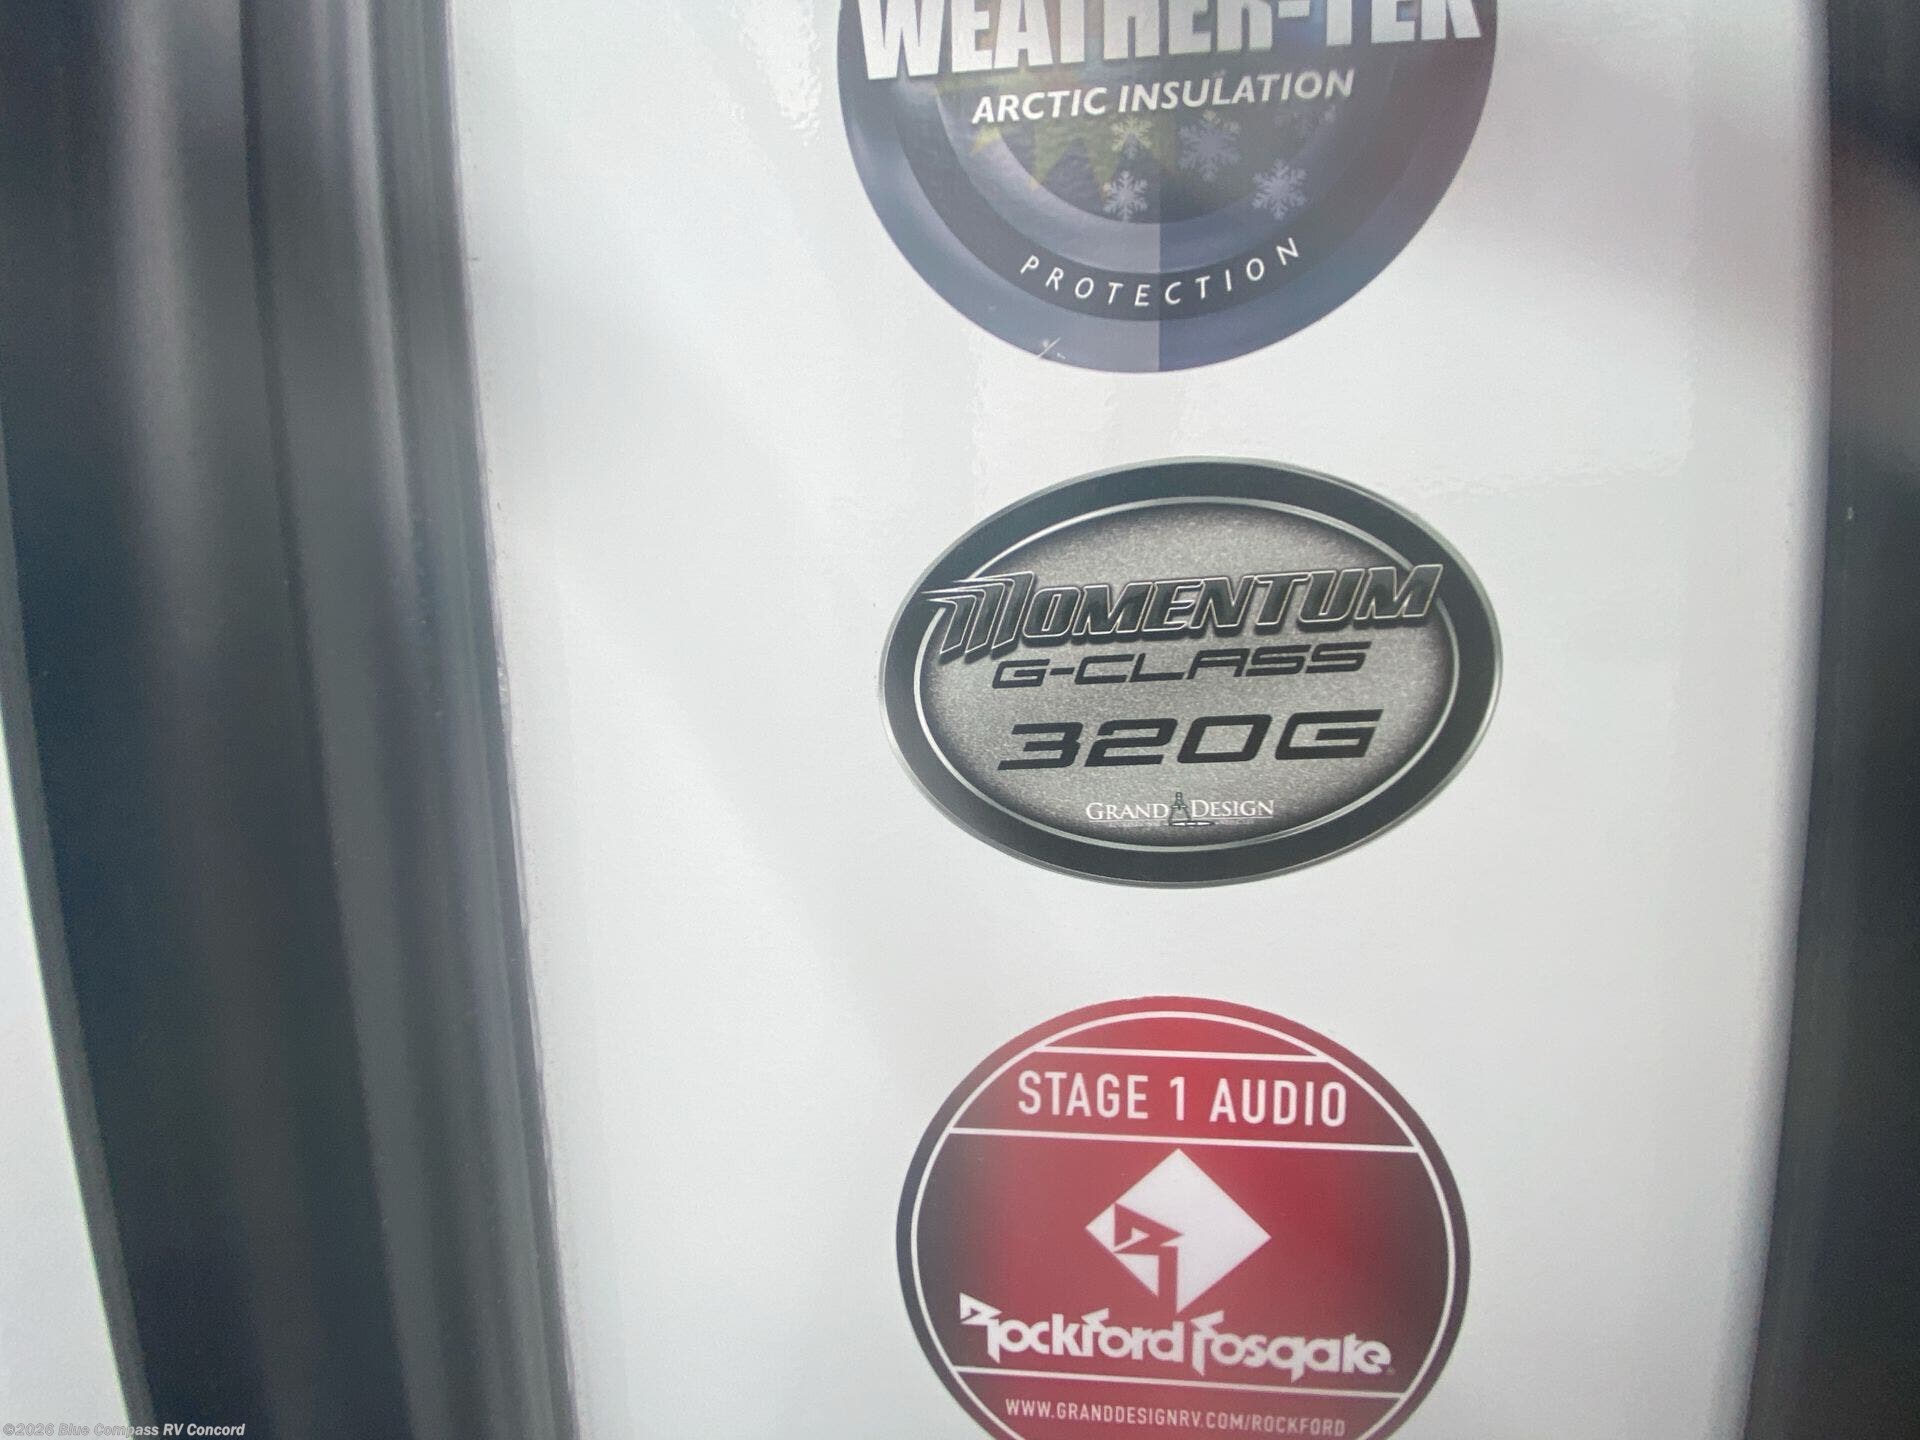 WEATHER-TEK
ARCTIC INSULATION
PROTECTION
MOMENTUM
G-CLASS
320G
GRAND DESIGN
STAGE 1 AUDIO
Rockford Fosgate
WWW.GRANDDESIGNRV.COM/ROCKFORD
©2026 Blue Compass RV Concord